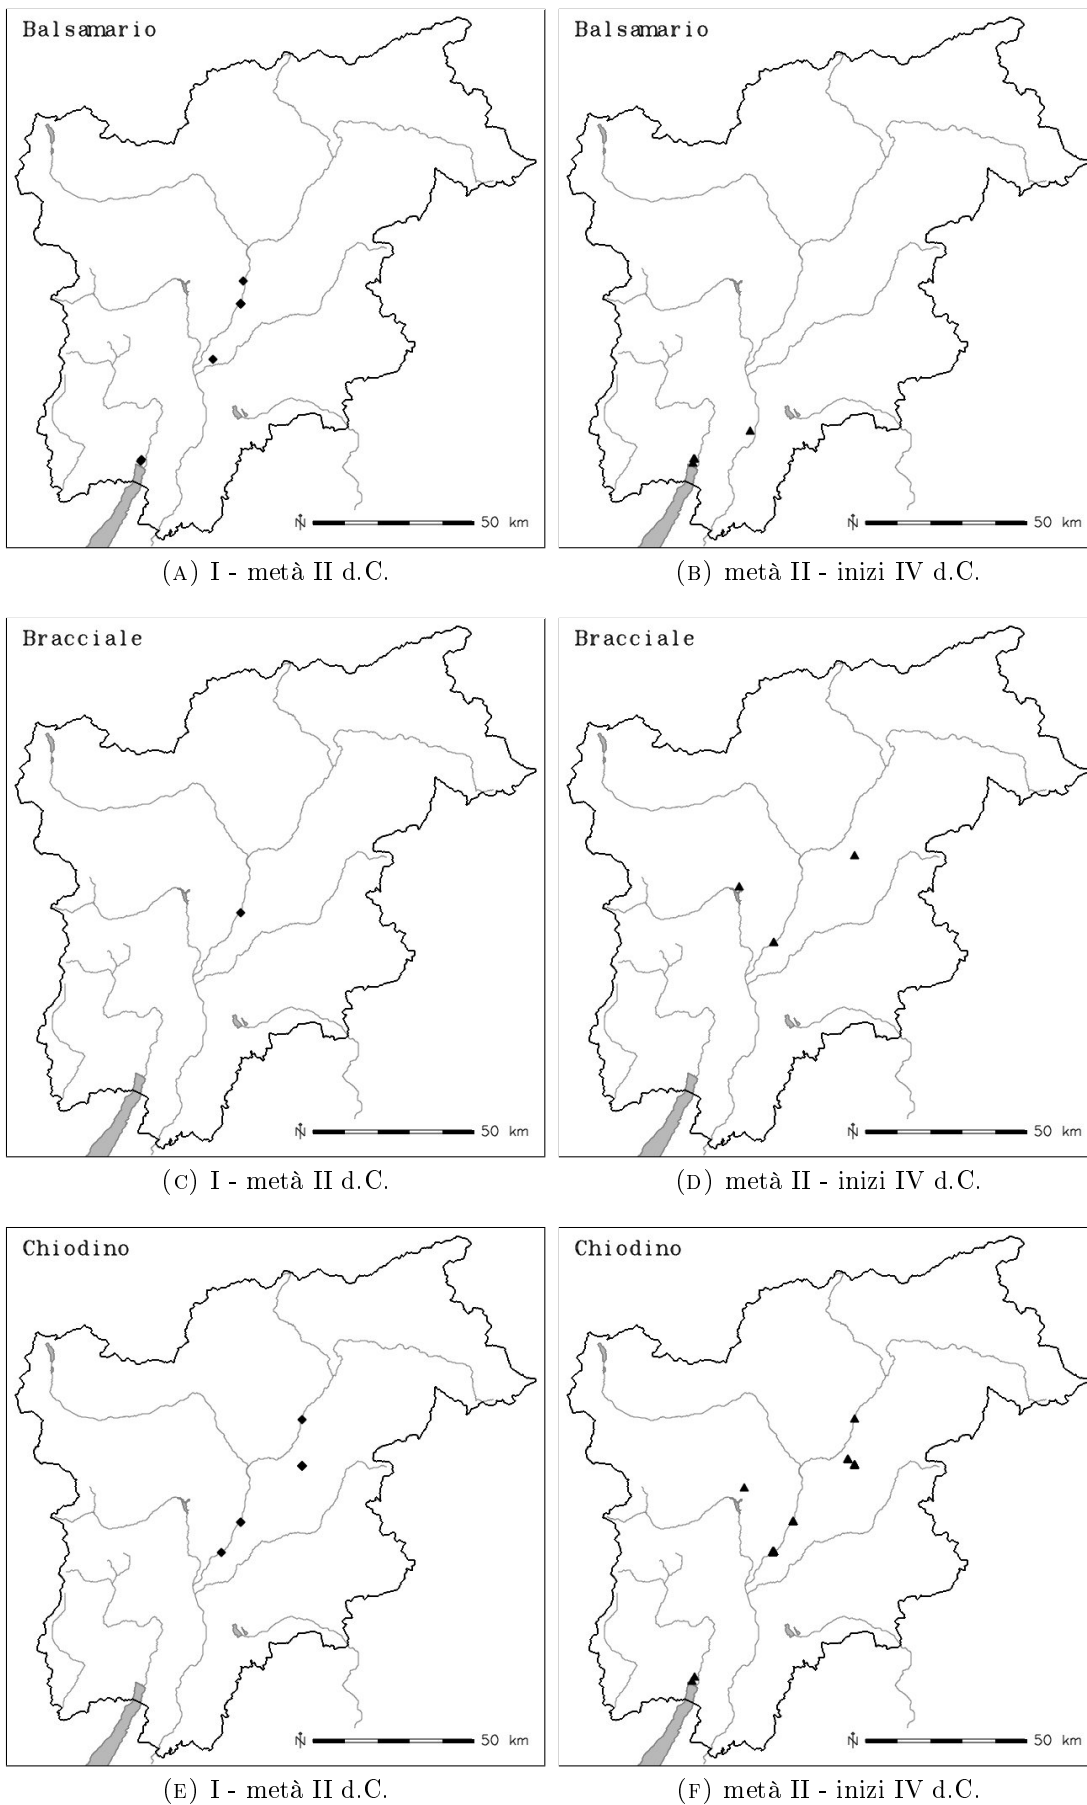 Balsamario
Balsamario
N 50 km
N 50 km
(A) I - metà II d.C.
(B) metà II - inizi IV d.C.
Bracciale
Bracciale
N 50 km
N 50 km
(C) I - metà II d.C.
(D) metà II - inizi IV d.C.
Chiodino
Chiodino
N 50 km
N 50 km
(E) I - metà II d.C.
(F) metà II - inizi IV d.C.